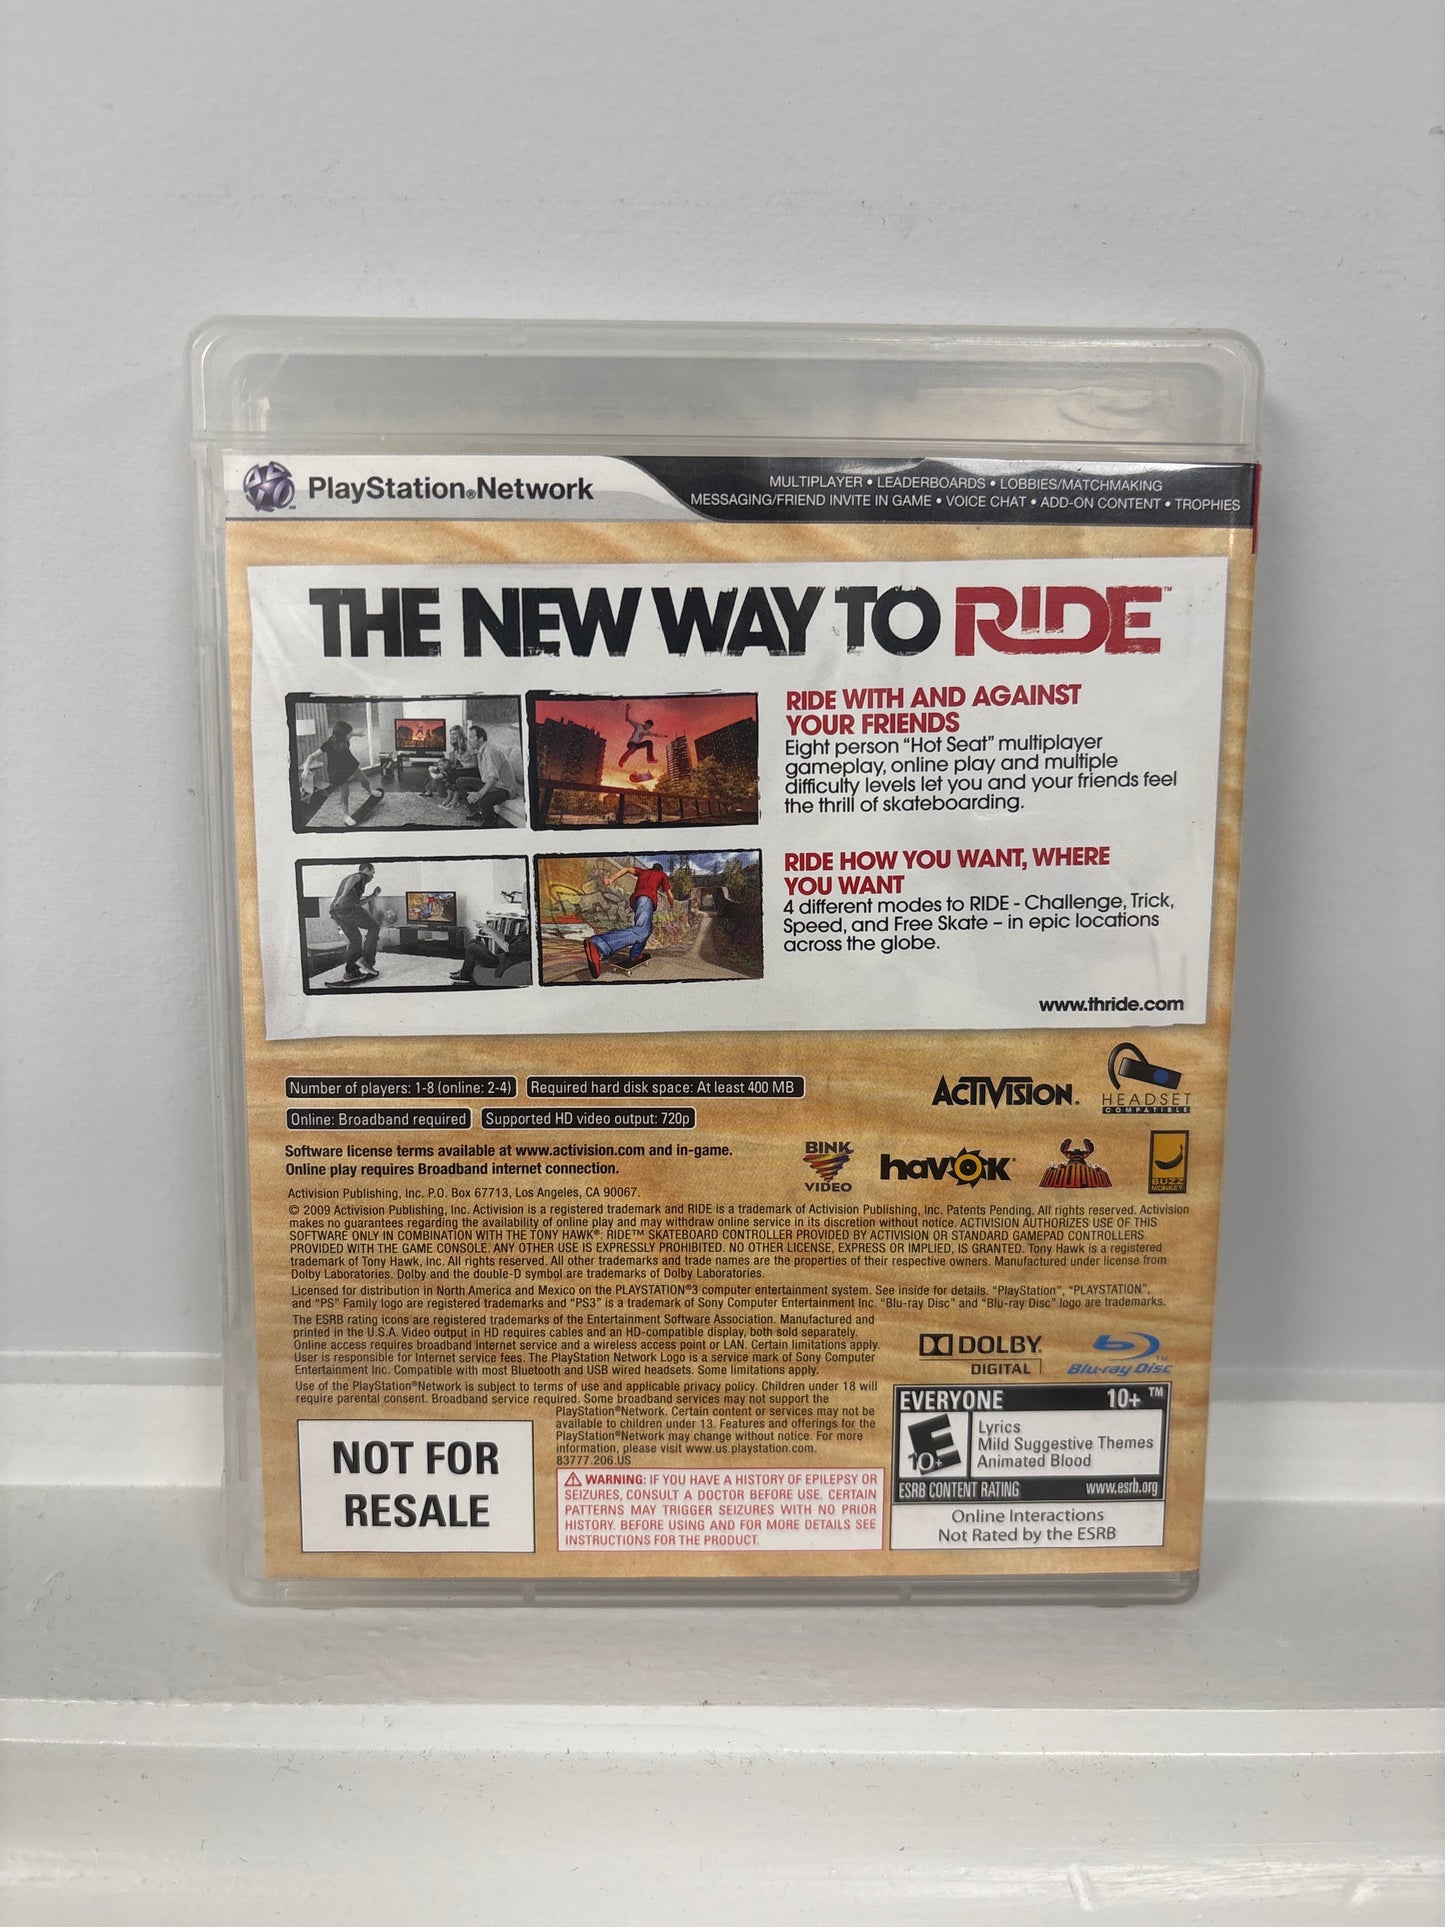 PlayStation®Network
MULTIPLAYER • LEADERBOARDS • LOBBIES/MATCHMAKING
MESSAGING/FRIEND INVITE IN GAME • VOICE CHAT • ADD-ON CONTENT • TROPHIES
THE NEW WAY TO RIDE™
RIDE WITH AND AGAINST
YOUR FRIENDS
Eight person “Hot Seat” multiplayer
gameplay, online play and multiple
difficulty levels let you and your friends feel
the thrill of skateboarding.
RIDE HOW YOU WANT, WHERE
YOU WANT
4 different modes to RIDE - Challenge, Trick,
Speed, and Free Skate – in epic locations
across the globe.
www.thride.com
Number of players: 1-8 (online: 2-4)
Required hard disk space: At least 400 MB
Online: Broadband required
Supported HD video output: 720p
ACTIVISION.
HEADSET
COMPATIBLE
Software license terms available at www.activision.com and in-game.
Online play requires Broadband internet connection.
BINK
VIDEO
havok
BUZZ
MONKEY
Activision Publishing, Inc. P.O. Box 67713, Los Angeles, CA 90067.
© 2009 Activision Publishing, Inc. Activision is a registered trademark and RIDE is a trademark of Activision Publishing, Inc. Patents Pending. All rights reserved. Activision
makes no guarantees regarding the availability of online play and may withdraw online service in its discretion without notice. ACTIVISION AUTHORIZES USE OF THIS
SOFTWARE ONLY IN COMBINATION WITH THE TONY HAWK®: RIDE™ SKATEBOARD CONTROLLER PROVIDED BY ACTIVISION OR STANDARD GAMEPAD CONTROLLERS
PROVIDED WITH THE GAME CONSOLE. ANY OTHER USE IS EXPRESSLY PROHIBITED. NO OTHER LICENSE, EXPRESS OR IMPLIED, IS GRANTED. Tony Hawk is a registered
trademark of Tony Hawk, Inc. All rights reserved. All other trademarks and trade names are the properties of their respective owners. Manufactured under license from
Dolby Laboratories. Dolby and the double-D symbol are trademarks of Dolby Laboratories.
Licensed for distribution in North America and Mexico on the PLAYSTATION®3 computer entertainment system. See inside for details. “PlayStation”, “PLAYSTATION”,
and “PS” Family logo are registered trademarks and “PS3” is a trademark of Sony Computer Entertainment Inc. “Blu-ray Disc” and “Blu-ray Disc” logo are trademarks.
The ESRB rating icons are registered trademarks of the Entertainment Software Association. Manufactured and
printed in the U.S.A. Video output in HD requires cables and an HD-compatible display, both sold separately.
Online access requires broadband internet service and a wireless access point or LAN. Certain limitations apply.
User is responsible for Internet service fees. The PlayStation Network Logo is a service mark of Sony Computer
Entertainment Inc. Compatible with most Bluetooth and USB wired headsets. Some limitations apply.
Use of the PlayStation®Network is subject to terms of use and applicable privacy policy. Children under 18 will
require parental consent. Broadband service required. Some broadband services may not support the
PlayStation®Network. Certain content or services may not be
available to children under 13. Features and offerings for the
PlayStation®Network may change without notice. For more
information, please visit www.us.playstation.com.
83777.206.US
DOLBY.
DIGITAL
Blu-ray Disc™
NOT FOR
RESALE
WARNING: IF YOU HAVE A HISTORY OF EPILEPSY OR
SEIZURES, CONSULT A DOCTOR BEFORE USE. CERTAIN
PATTERNS MAY TRIGGER SEIZURES WITH NO PRIOR
HISTORY. BEFORE USING AND FOR MORE DETAILS SEE
INSTRUCTIONS FOR THE PRODUCT.
EVERYONE 10+ ™
E
10+
Lyrics
Mild Suggestive Themes
Animated Blood
ESRB CONTENT RATING www.esrb.org
Online Interactions
Not Rated by the ESRB